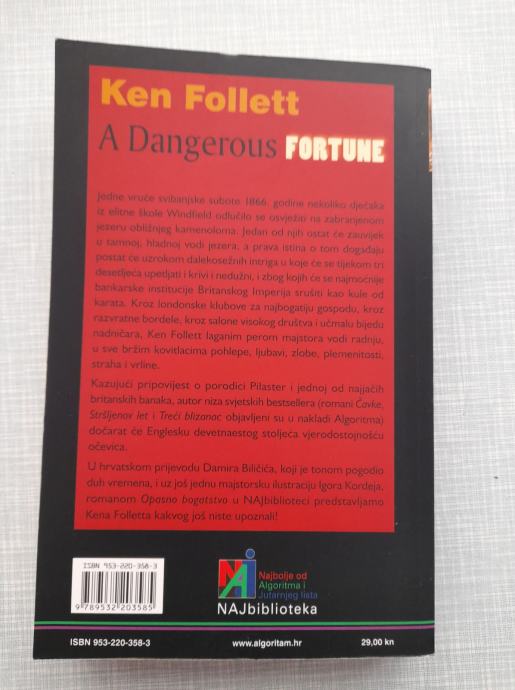 Ken Follett
A Dangerous FORTUNE
Jedne vruće svibanjske subote 1866. godine nekoliko dječaka
iz elitne škole Windfield odlučilo se osvježiti na zabranjenom
jezeru obližnjeg kamenoloma. Jedan od njih ostat će zauvijek
u tamnoj, hladnoj vodi jezera, a prava istina o tom događaju
postat će uzrokom dalekosežnih intriga u koje će se tijekom tri
desetljeća upetljati i krivi i nedužni, i zbog kojih će se najmoćnije
bankarske institucije Britanskog Imperija srušiti kao kule od
karata. Kroz londonske klubove za najbogatiju gospodu, kroz
razvratne bordele, kroz salone visokog društva i učmalu bijedu
nadničara, Ken Follett laganim perom majstora vodi radnju,
u sve bržim kovitlacima pohlepe, ljubavi, zlobe, plemenitosti,
straha i vrline.
Kazujući pripovijest o porodici Pilaster i jednoj od najjačih
britanskih banaka, autor niza svjetskih bestsellera (romani Čavke,
Stršljenov let i Treći blizanac objavljeni su u nakladi Algoritma)
dočarat će Englesku devetnaestog stoljeća vjerodostojnošću
očevica.
U hrvatskom prijevodu Damira Biličića, koji je tonom pogodio
duh vremena, i uz još jednu majstorsku ilustraciju Igora Kordeja,
romanom Opasno bogatstvo u NAJbiblioteci predstavljamo
Kena Folletta kakvog još niste upoznali!
ISBN 953-220-358-3
9 789532 203585
NAJ
Najbolje od
Algoritma i
Jutarnjeg lista
NAJbiblioteka
ISBN 953-220-358-3
www.algoritam.hr
29,00 kn